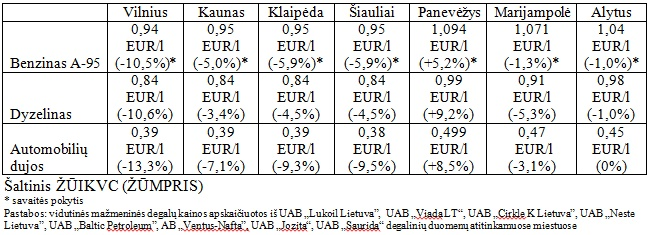 Vilnius Kaunas Klaipėda Šiauliai Panevėžys Marijampolė Alytus
0,94 0,95 0,95 0,95 1,094 1,071 1,04
EUR/l EUR/l EUR/l EUR/l EUR/l EUR/l EUR/l
Benzinas A-95 (-10,5%)* (-5,0%)* (-5,9%)* (-5,9%)* (+5,2%)* (-1,3%)* (-1,0%)*
0,84 0,84 0,84 0,84 0,99 0,91 0,98
EUR/l EUR/l EUR/l EUR/l EUR/l EUR/l EUR/l
Dyzelinas (-10,6%) (-3,4%) (-4,5%) (-4,5%) (+9,2%) (-5,3%) (-1,0%)
0,39 0,39 0,39 0,38 0,499 0,47 0,45
Automobilių EUR/l EUR/l EUR/l EUR/l EUR/l EUR/l EUR/l
dujos (-13,3%) (-7,1%) (-9,3%) (-9,5%) (+8,5%) (-3,1%) (0%)
Šaltinis ŽŪIKVC (ŽŪMPRIS)
* savaitės pokytis
Pastabos: vidutinės mažmeninės degalų kainos apskaičiuotos iš UAB „Lukoil Lietuva”, UAB „Viada LT“, UAB „Cirkle K Lietuva”, UAB „Neste
Lietuva”, UAB „Baltic Petroleum”, AB „Ventus-Nafta”, UAB „Jozita”, UAB „Saurida” degalinių duomenų atitinkamuose miestuose